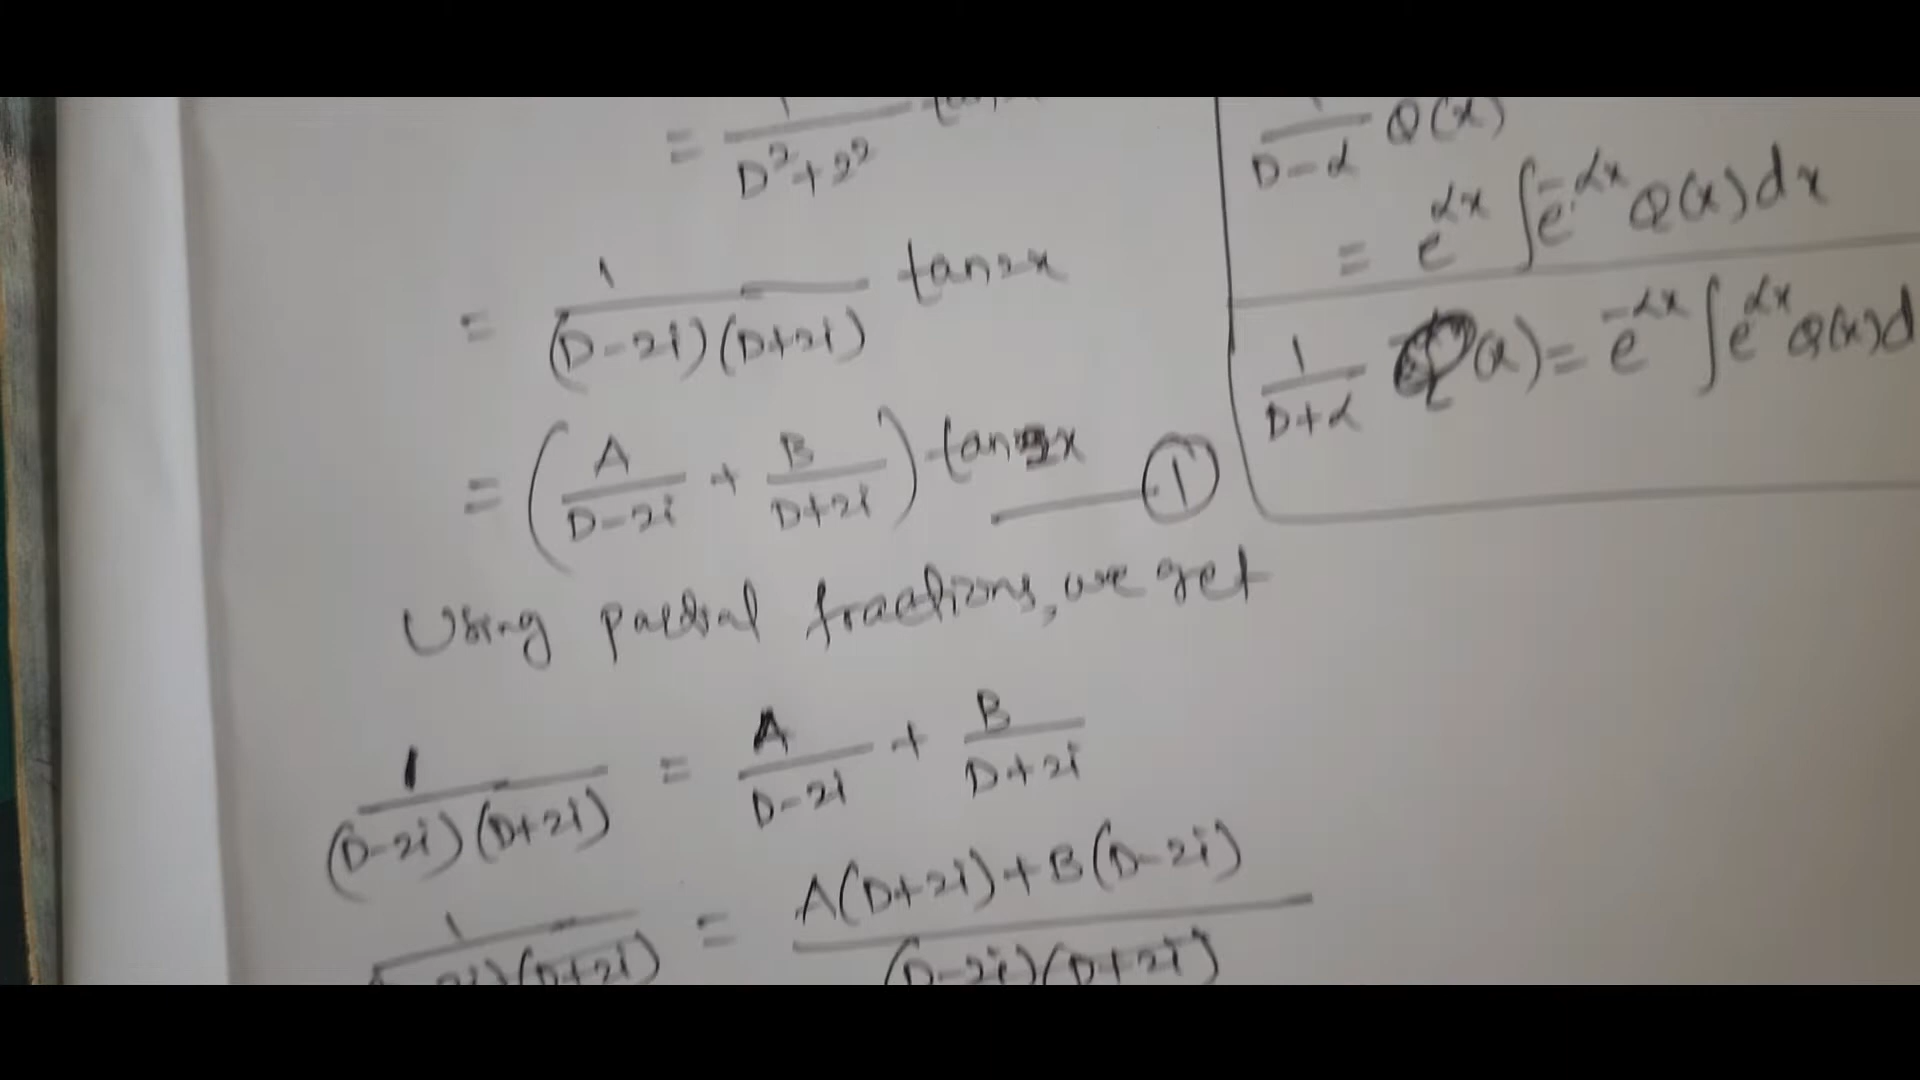 = 1/(D²+2²)
= 1/((D-2i)(D+2i)) tan2x
= (A/(D-2i) + B/(D+2i)) tan2x —— ①
Using partial fractions, we get
1/((D-2i)(D+2i)) = A/(D-2i) + B/(D+2i)
1/((D-2i)(D+2i)) = (A(D+2i)+B(D-2i))/((D-2i)(D+2i))
1/(D-α) Q(x)
= e^{αx} ∫e^{-αx} Q(x)dx
1/(D+α) Q(x) = e^{-αx} ∫e^{αx} Q(x)d